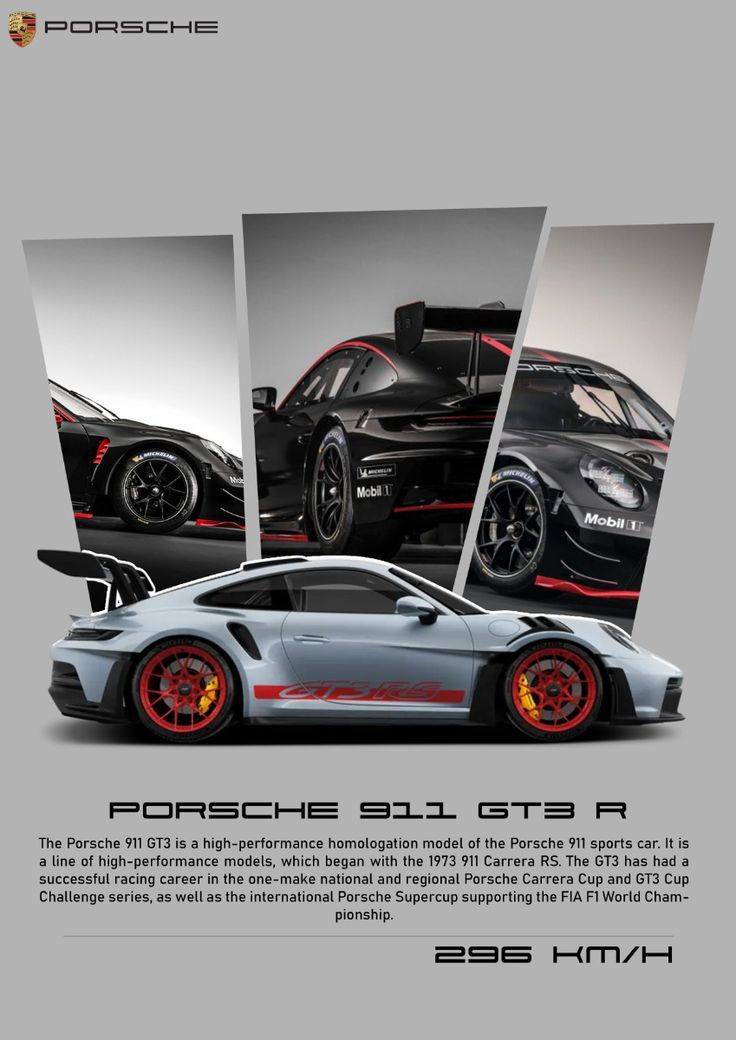 PORSCHE
PORSCHE
MICHELIN
MICHELIN
Mobil 1
MICHELIN
Mobil 1
GT3 RS
PORSCHE 911 GT3 R
The Porsche 911 GT3 is a high-performance homologation model of the Porsche 911 sports car. It is
a line of high-performance models, which began with the 1973 911 Carrera RS. The GT3 has had a
successful racing career in the one-make national and regional Porsche Carrera Cup and GT3 Cup
Challenge series, as well as the international Porsche Supercup supporting the FIA F1 World Cham-
pionship.
296 KM/H